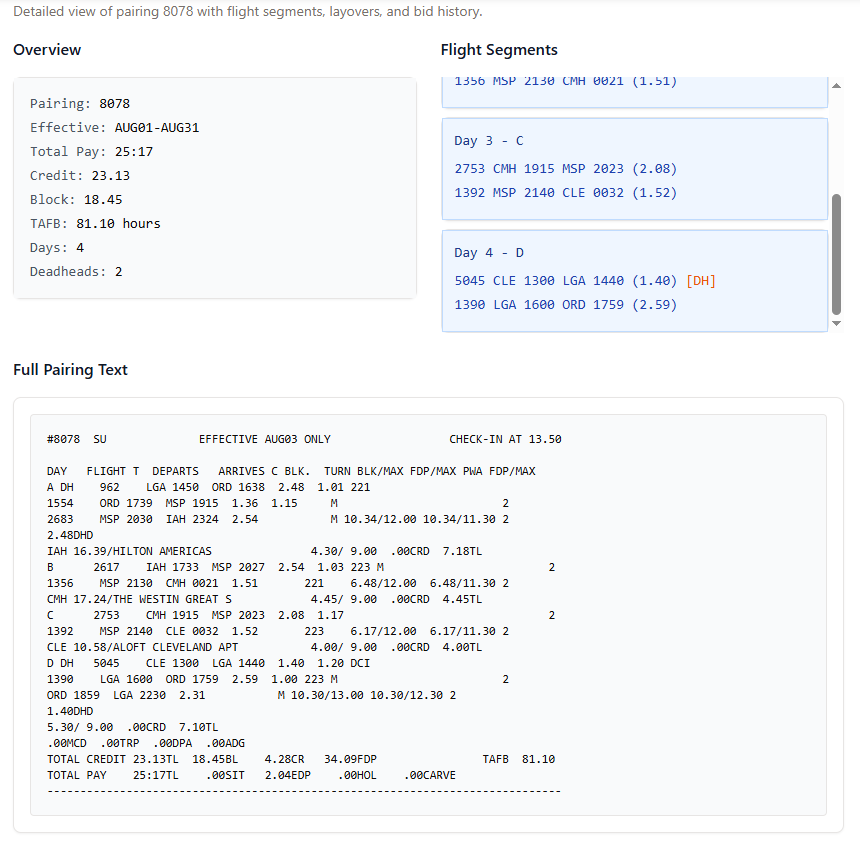 Detailed view of pairing 8078 with flight segments, layovers, and bid history.
Overview
Pairing: 8078
Effective: AUG01-AUG31
Total Pay: 25:17
Credit: 23.13
Block: 18.45
TAFB: 81.10 hours
Days: 4
Deadheads: 2
Flight Segments
1356 MSP 2130 CMH 0021 (1.51)
Day 3 - C
2753 CMH 1915 MSP 2023 (2.08)
1392 MSP 2140 CLE 0032 (1.52)
Day 4 - D
5045 CLE 1300 LGA 1440 (1.40) [DH]
1390 LGA 1600 ORD 1759 (2.59)
Full Pairing Text
#8078  SU              EFFECTIVE AUG03 ONLY                  CHECK-IN AT 13.50
DAY   FLIGHT T  DEPARTS   ARRIVES C BLK.  TURN BLK/MAX FDP/MAX PWA FDP/MAX
A DH    962    LGA 1450  ORD 1638  2.48  1.01 221
1554    ORD 1739  MSP 1915  1.36  1.15     M                         2
2683    MSP 2030  IAH 2324  2.54           M 10.34/12.00 10.34/11.30 2
2.48DHD
IAH 16.39/HILTON AMERICAS               4.30/ 9.00  .00CRD  7.18TL
B      2617    IAH 1733  MSP 2027  2.54  1.03 223 M                         2
1356    MSP 2130  CMH 0021  1.51       221    6.48/12.00  6.48/11.30 2
CMH 17.24/THE WESTIN GREAT S            4.45/ 9.00  .00CRD  4.45TL
C      2753    CMH 1915  MSP 2023  2.08  1.17                               2
1392    MSP 2140  CLE 0032  1.52       223    6.17/12.00  6.17/11.30 2
CLE 10.58/ALOFT CLEVELAND APT           4.00/ 9.00  .00CRD  4.00TL
D DH   5045    CLE 1300  LGA 1440  1.40  1.20 DCI
1390    LGA 1600  ORD 1759  2.59  1.00 223 M                         2
ORD 1859  LGA 2230  2.31           M 10.30/13.00 10.30/12.30 2
1.40DHD
5.30/ 9.00  .00CRD  7.10TL
.00MCD  .00TRP  .00DPA  .00ADG
TOTAL CREDIT 23.13TL  18.45BL    4.28CR   34.09FDP                TAFB  81.10
TOTAL PAY    25:17TL    .00SIT   2.04EDP    .00HOL    .00CARVE
------------------------------------------------------------------------------